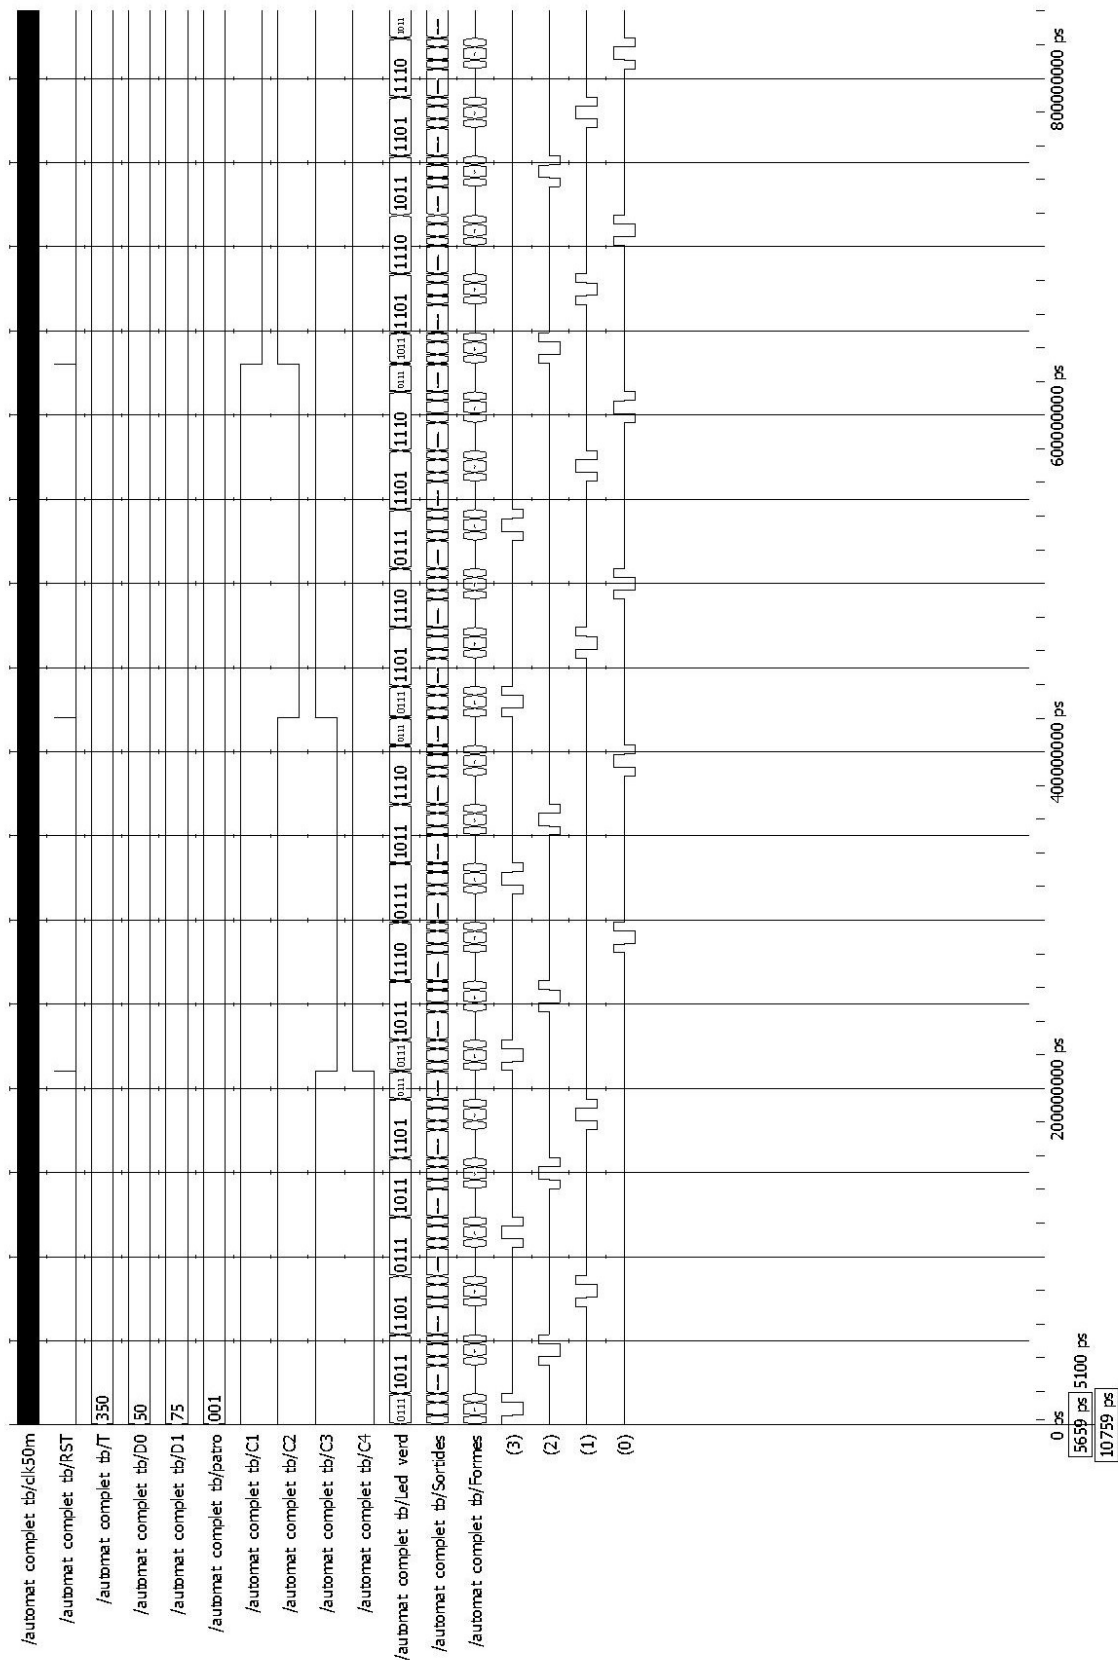 /automat complet tb/clk50m
/automat complet tb/RST
/automat complet tb/T 350
/automat complet tb/D0 50
/automat complet tb/D1 75
/automat complet tb/patro 001
/automat complet tb/C1
/automat complet tb/C2
/automat complet tb/C3
/automat complet tb/C4
/automat complet tb/Led verd 0111 1011 1101 0111 1011 1101 0111 0111 1011 1110 0111 1011 1110 0111 0111 1101 1110 0111 1101 1110 0111 1011 1101 1110 1011 1101 1110 1011
/automat complet tb/Sortides
/automat complet tb/Formes
(3)
(2)
(1)
(0)
0 ps 200000000 ps 400000000 ps 600000000 ps 800000000 ps
5659 ps 5100 ps
10759 ps